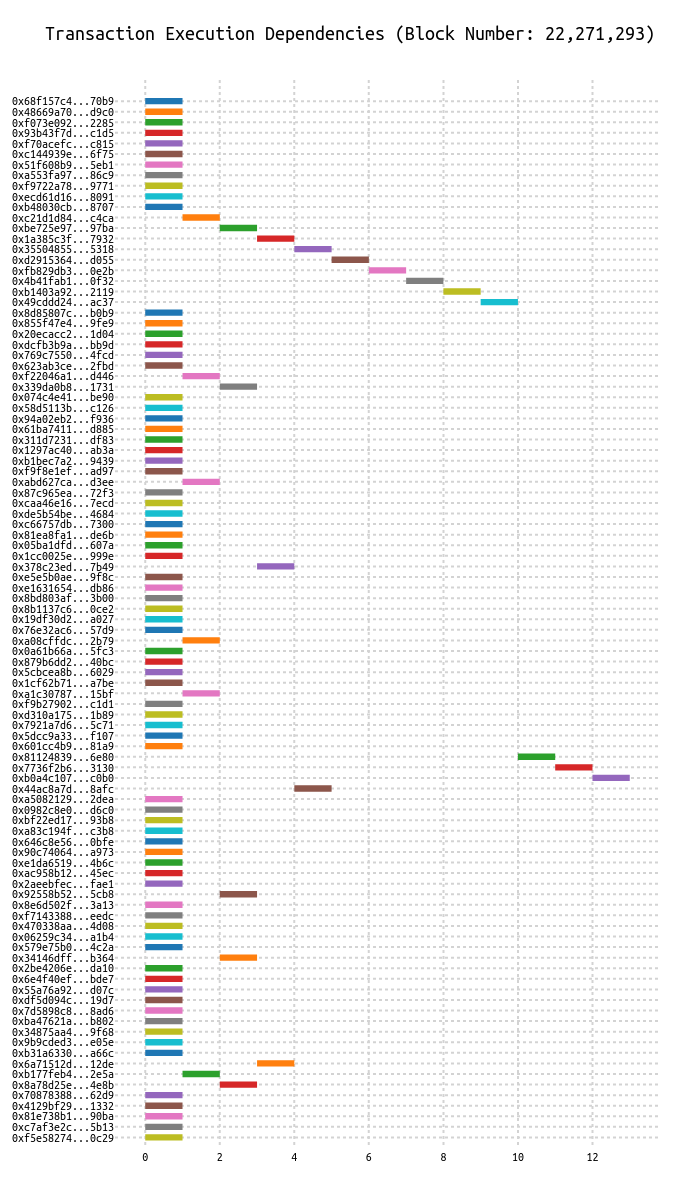 Transaction Execution Dependencies (Block Number: 22,271,293)
0x68f157c4...70b9
0x48669a70...d9c0
0xf073e092...2285
0x93b43f7d...c1d5
0xf70acefc...c815
0xc144939e...6f75
0x51f608b9...5eb1
0xa553fa97...86c9
0xf9722a78...9771
0xecd61d16...8091
0xb48030cb...8707
0xc21d1d84...c4ca
0xbe725e97...97ba
0x1a385c3f...7932
0x35504855...5318
0xd2915364...d055
0xfb829db3...0e2b
0x4b41fab1...0f32
0xb1403a92...2119
0x49cddd24...ac37
0x8d85807c...b0b9
0x855f47e4...9fe9
0x20ecacc2...1d04
0xdcfb3b9a...bb9d
0x769c7550...4fcd
0x623ab3ce...2fbd
0xf22046a1...d446
0x339da0b8...1731
0x074c4e41...be90
0x58d5113b...c126
0x94a02eb2...f936
0x61ba7411...d885
0x311d7231...df83
0x1297ac40...ab3a
0xb1bec7a2...9439
0xf9f8e1ef...ad97
0xabd627ca...d3ee
0x87c965ea...72f3
0xcaa46e16...7ecd
0xde5b54be...4684
0xc66757db...7300
0x81ea8fa1...de6b
0x05ba1dfd...607a
0x1cc0025e...999e
0x378c23ed...7b49
0xe5e5b0ae...9f8c
0xe1631654...db86
0x8bd803af...3b00
0x8b1137c6...0ce2
0x19df30d2...a027
0x76e32ac6...57d9
0xa08cffdc...2b79
0x0a61b66a...5fc3
0x879b6dd2...40bc
0x5cbcea8b...6029
0x1cf62b71...a7be
0xa1c30787...15bf
0xf9b27902...c1d1
0xd310a175...1b89
0x7921a7d6...5c71
0x5dcc9a33...f107
0x601cc4b9...81a9
0x81124839...6e80
0x7736f2b6...3130
0xb0a4c107...c0b0
0x44ac8a7d...8afc
0xa5082129...2dea
0x0982c8e0...d6c0
0xbf22ed17...93b8
0xa83c194f...c3b8
0x646c8e56...0bfe
0x90c74064...a973
0xe1da6519...4b6c
0xac958b12...45ec
0x2aeebfec...fae1
0x92558b52...5cb8
0x8e6d502f...3a13
0xf7143388...eedc
0x470338aa...4d08
0x06259c34...a1b4
0x579e75b0...4c2a
0x34146dff...b364
0x2be4206e...da10
0x6e4f40ef...bde7
0x55a76a92...d07c
0xdf5d094c...19d7
0x7d5898c8...8ad6
0xba47621a...b802
0x34875aa4...9f68
0x9b9cded3...e05e
0xb31a6330...a66c
0x6a71512d...12de
0xb177feb4...2e5a
0x8a78d25e...4e8b
0x70878388...62d9
0x4129bf29...1332
0x81e738b1...90ba
0xc7af3e2c...5b13
0xf5e58274...0c29
0 2 4 6 8 10 12